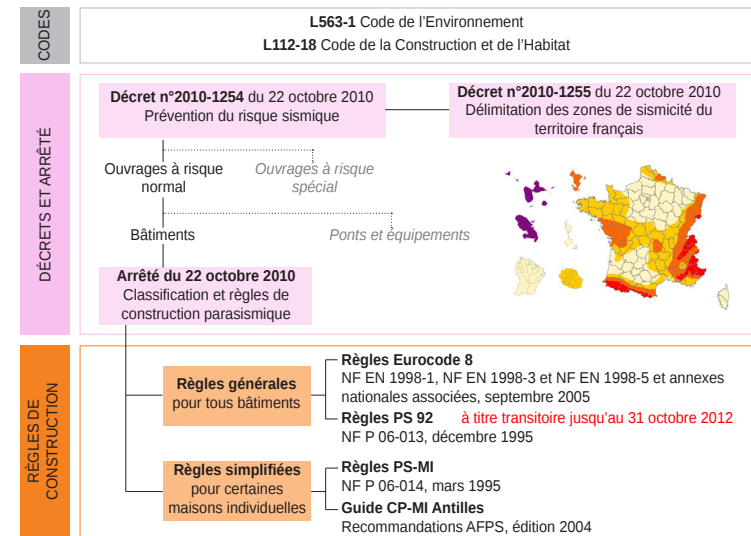 CODES
L563-1 Code de l'Environnement
L112-18 Code de la Construction et de l'Habitat
DÉCRETS ET ARRÊTÉ
Décret n°2010-1254 du 22 octobre 2010
Prévention du risque sismique
Décret n°2010-1255 du 22 octobre 2010
Délimitation des zones de sismicité du
territoire français
Ouvrages à risque
normal
Ouvrages à risque
spécial
Bâtiments
Ponts et équipements
Arrêté du 22 octobre 2010
Classification et règles de
construction parasismique
RÈGLES DE
CONSTRUCTION
Règles générales
pour tous bâtiments
Règles Eurocode 8
NF EN 1998-1, NF EN 1998-3 et NF EN 1998-5 et annexes
nationales associées, septembre 2005
Règles PS 92 à titre transitoire jusqu'au 31 octobre 2012
NF P 06-013, décembre 1995
Règles simplifiées
pour certaines
maisons individuelles
Règles PS-MI
NF P 06-014, mars 1995
Guide CP-MI Antilles
Recommandations AFPS, édition 2004